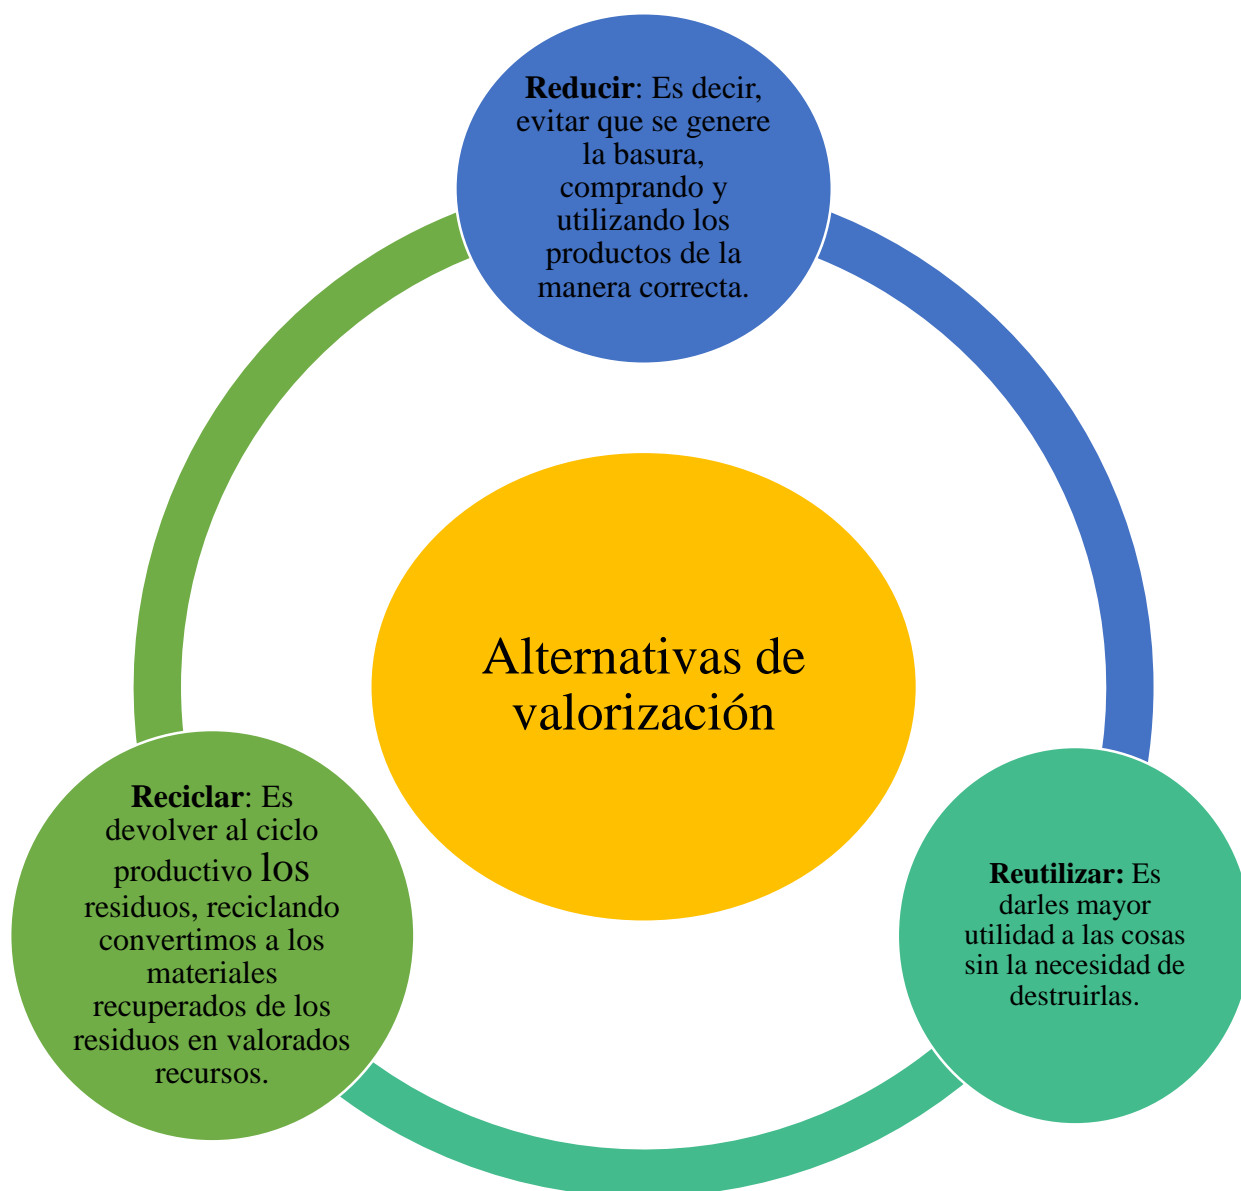 Reducir: Es decir,
evitar que se genere
la basura,
comprando y
utilizando los
productos de la
manera correcta.
Alternativas de
valorización
Reciclar: Es
devolver al ciclo
productivo los
residuos, reciclando
convertimos a los
materiales
recuperados de los
residuos en valorados
recursos.
Reutilizar: Es
darles mayor
utilidad a las cosas
sin la necesidad de
destruirlas.